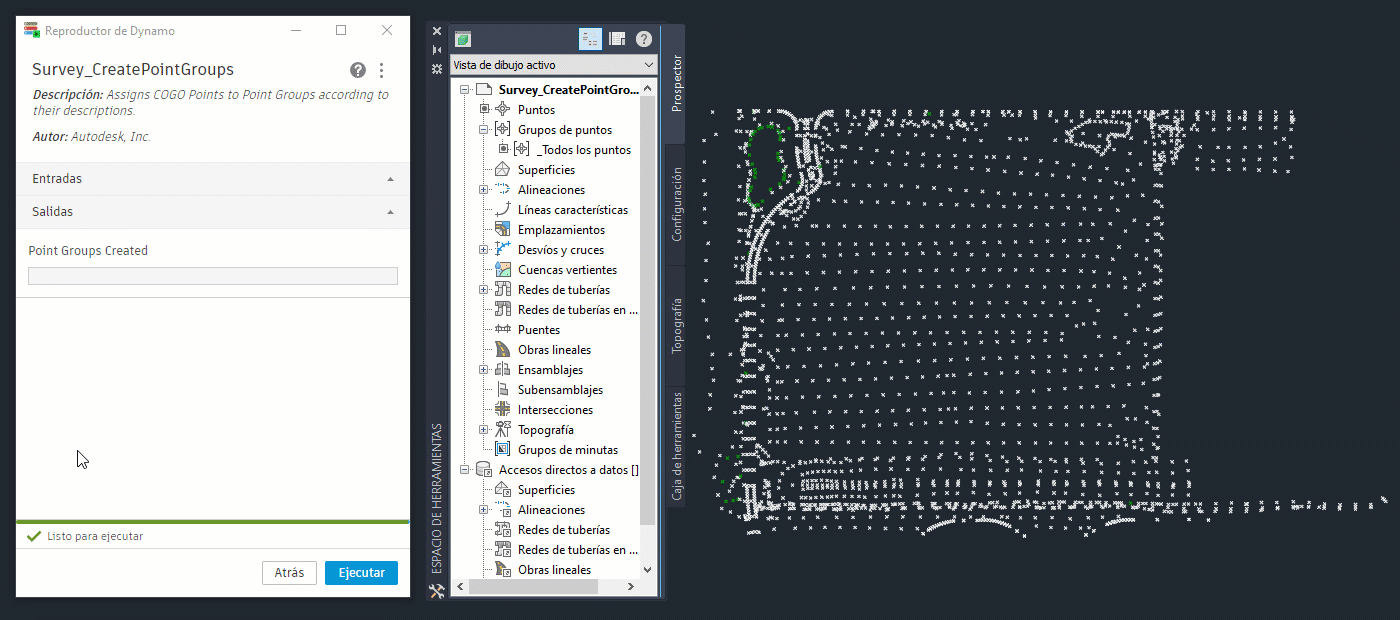 Reproductor de Dynamo
Survey_CreatePointGroups
Descripción: Assigns COGO Points to Point Groups according to
their descriptions.
Autor: Autodesk, Inc.
Entradas
Salidas
Point Groups Created
Listo para ejecutar
Atrás
Ejecutar
ESPACIO DE HERRAMIENTAS
Vista de dibujo activo
Survey_CreatePointGro...
Puntos
Grupos de puntos
_Todos los puntos
Superficies
Alineaciones
Líneas características
Emplazamientos
Desvíos y cruces
Cuencas vertientes
Redes de tuberías
Redes de tuberías en ...
Puentes
Obras lineales
Ensamblajes
Subensamblajes
Intersecciones
Topografía
Grupos de minutas
Accesos directos a datos []
Superficies
Alineaciones
Redes de tuberías
Redes de tuberías en ...
Obras lineales
Prospector
Configuración
Topografía
Caja de herramientas